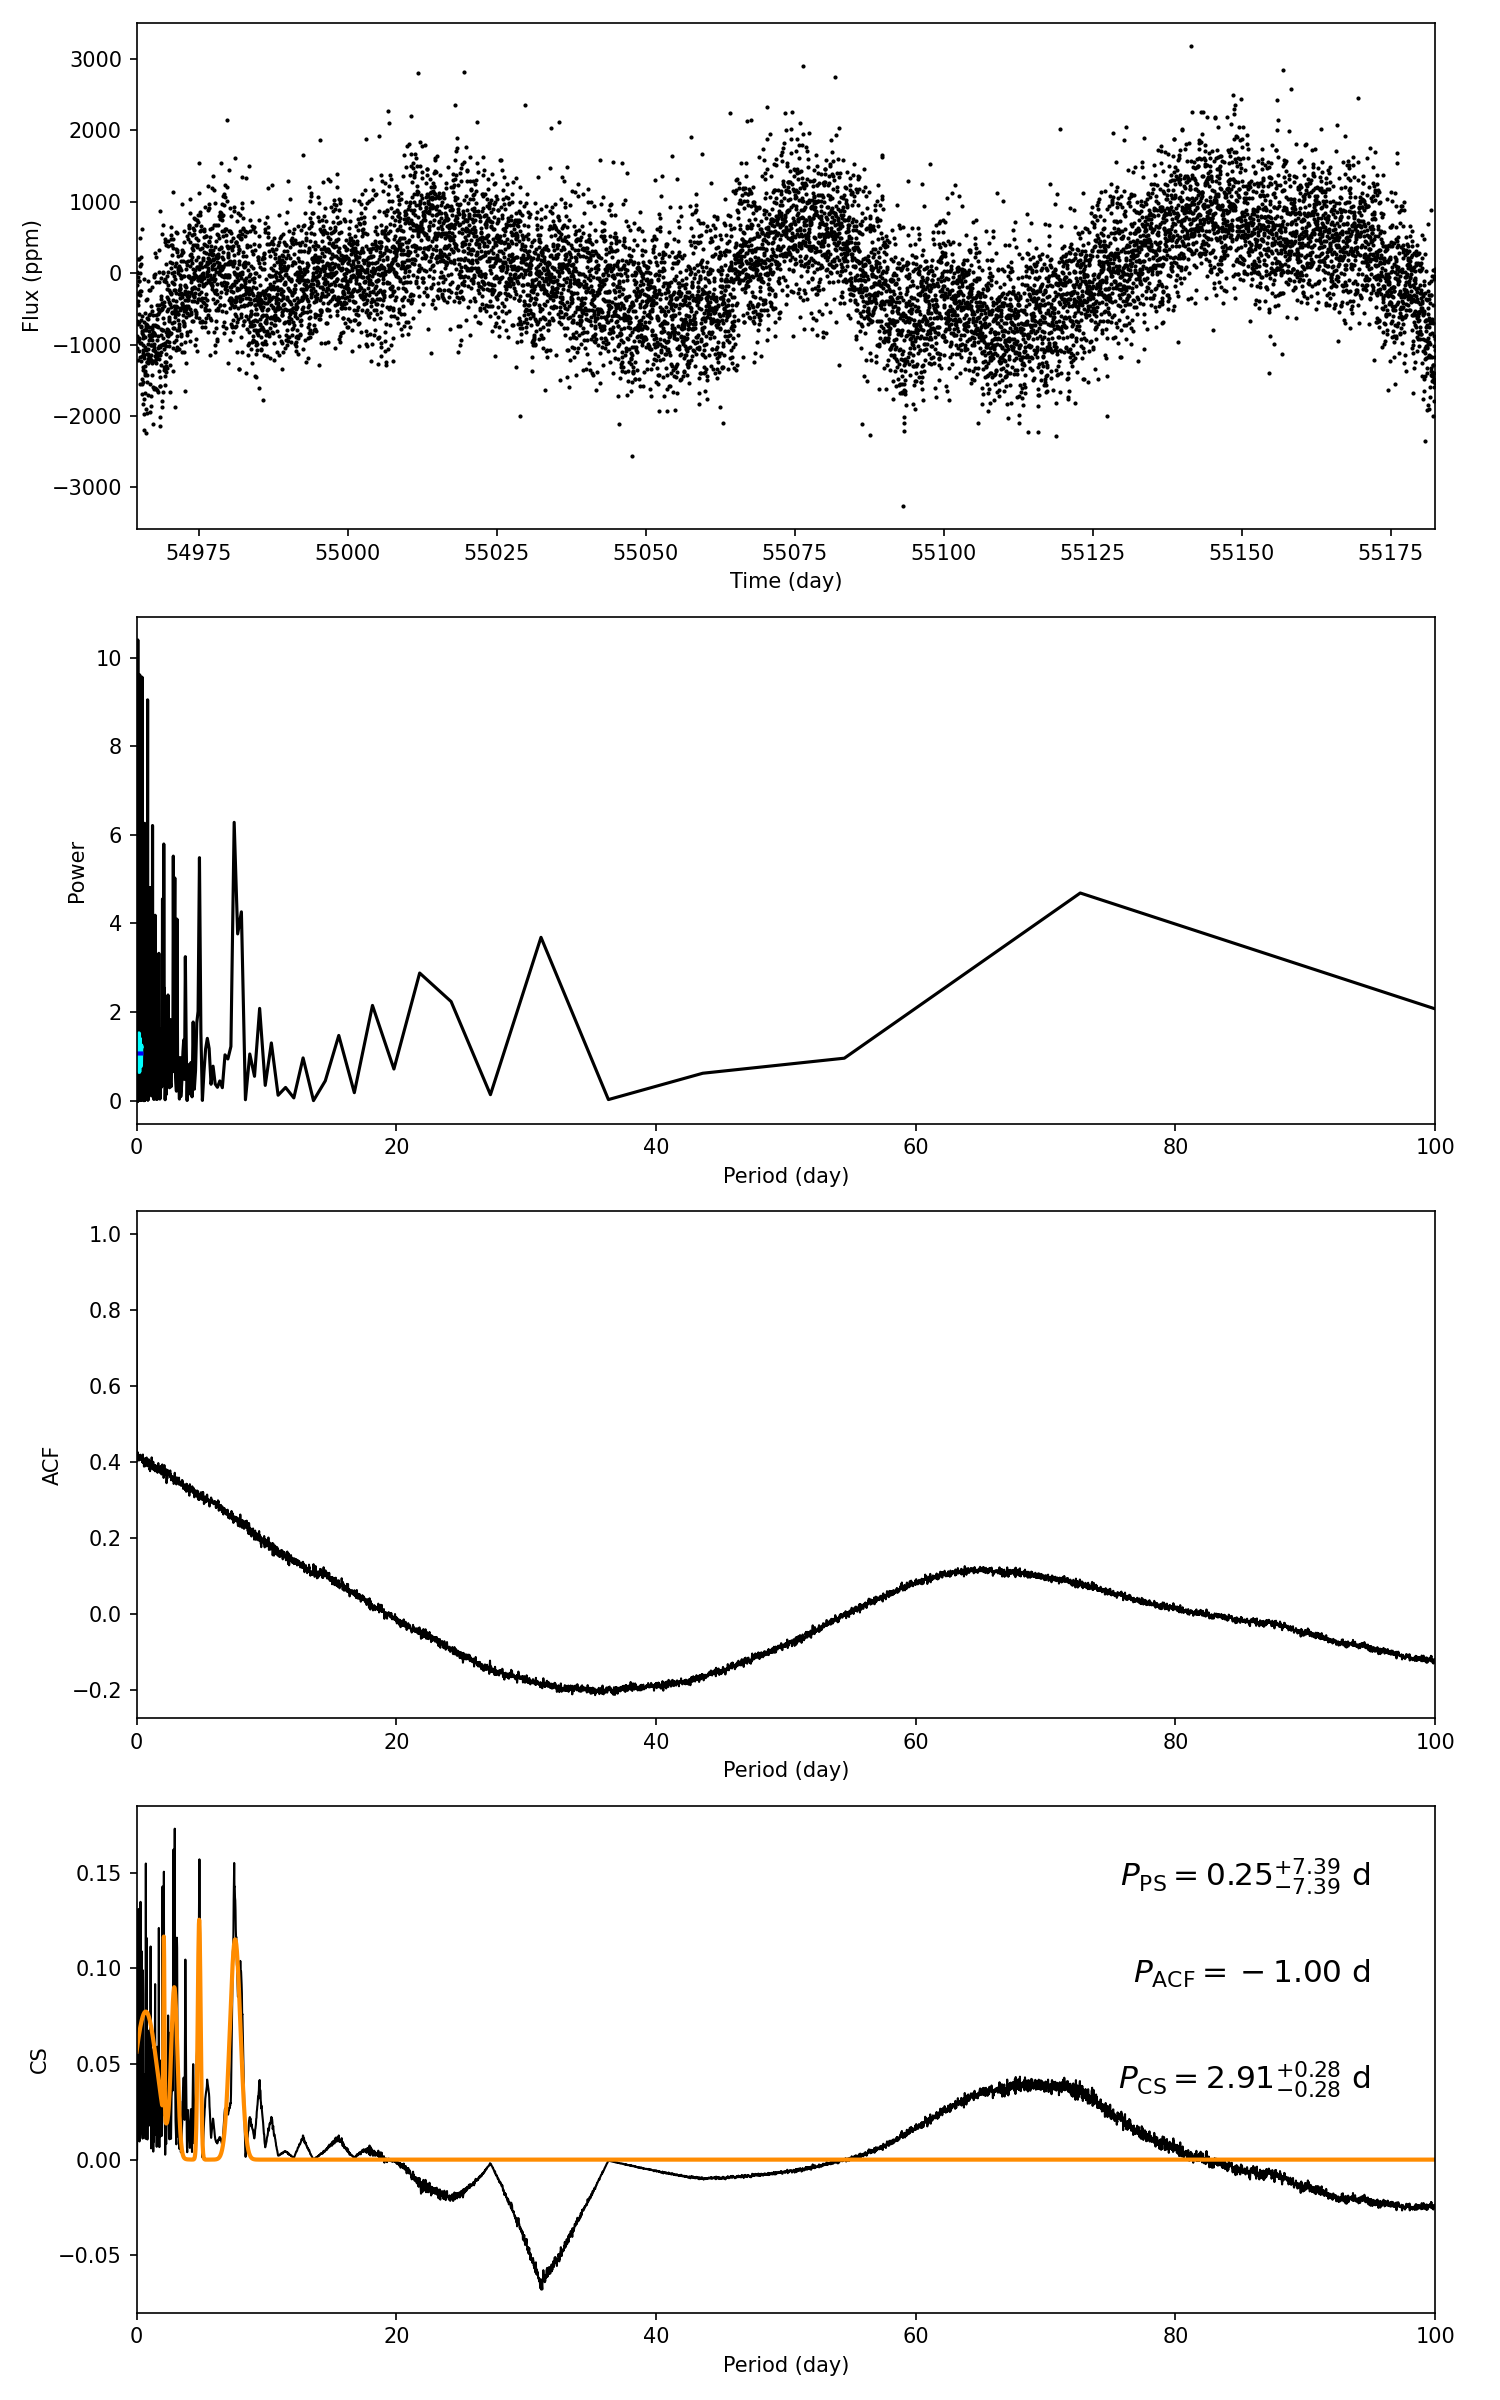 3000
2000
1000
0
−1000
−2000
−3000
Flux (ppm)
54975 55000 55025 55050 55075 55100 55125 55150 55175
Time (day)
10
8
6
4
2
0
Power
0 20 40 60 80 100
Period (day)
1.0
0.8
0.6
0.4
0.2
0.0
−0.2
ACF
0 20 40 60 80 100
Period (day)
0.15
0.10
0.05
0.00
−0.05
CS
P_PS = 0.25^{+7.39}_{−7.39} d
P_ACF = −1.00 d
P_CS = 2.91^{+0.28}_{−0.28} d
0 20 40 60 80 100
Period (day)